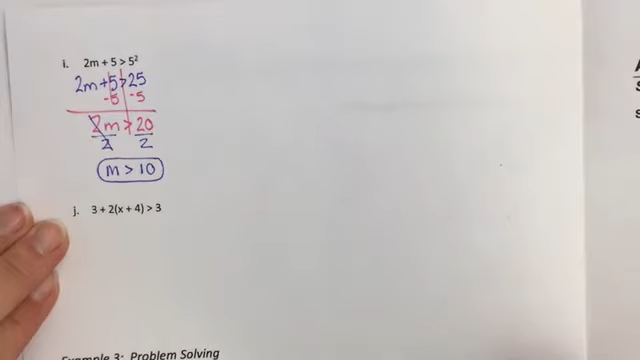 i. 2m + 5 > 5²
2m + 5 > 25
-5 -5
2m > 20
2 2
m > 10
j. 3 + 2(x + 4) > 3
Example 3: Problem Solving